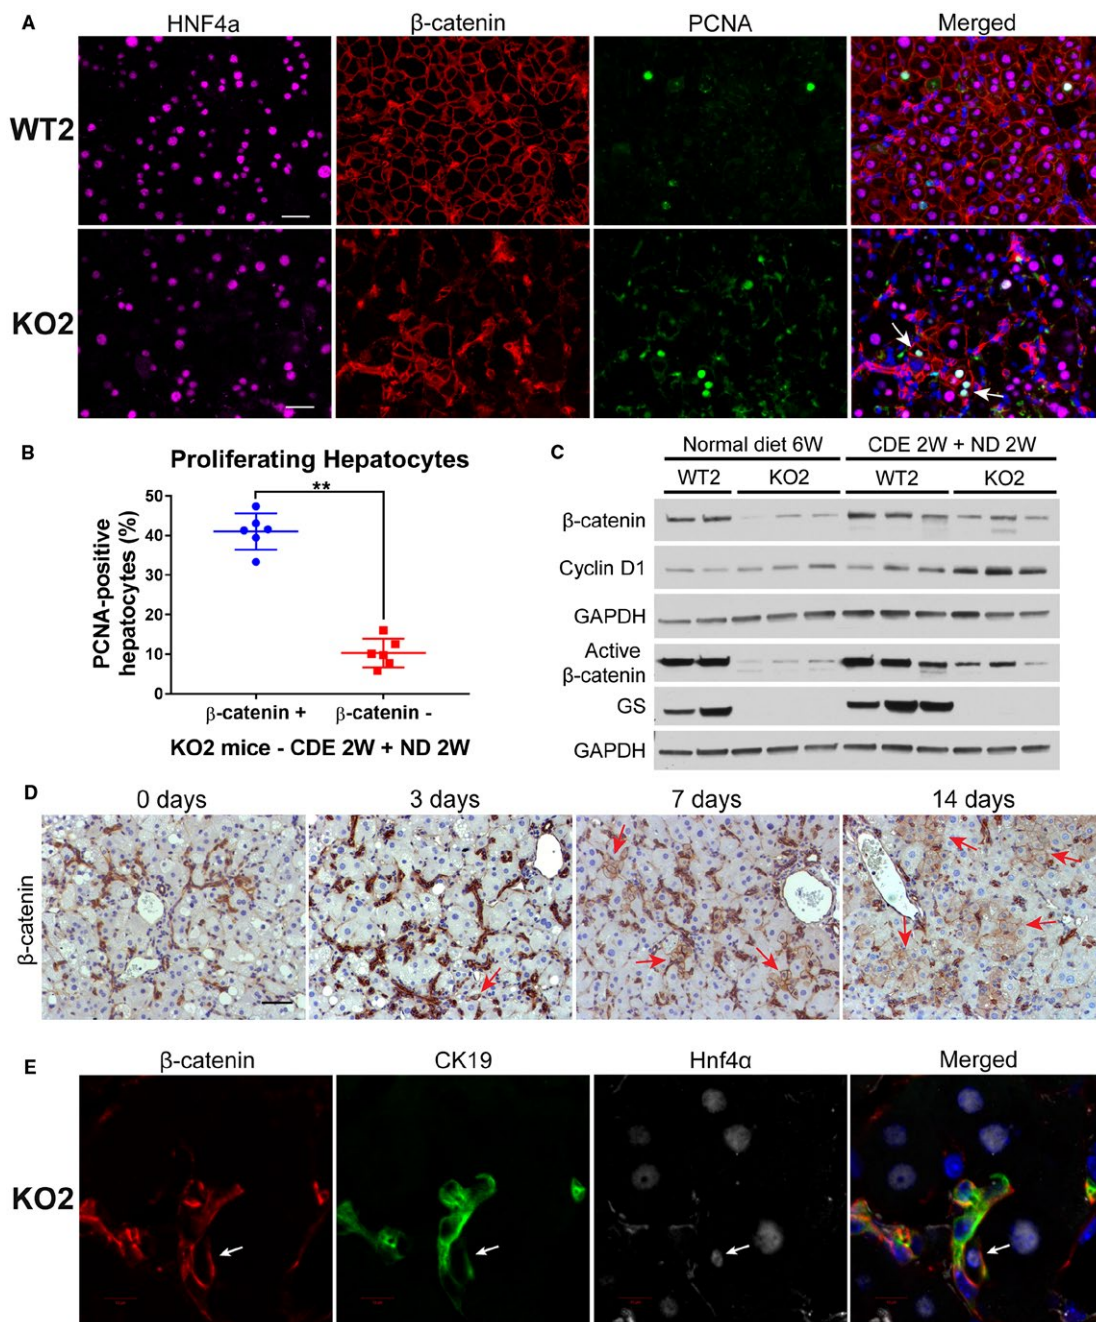 A
HNF4a β-catenin PCNA Merged
WT2
KO2
B
Proliferating Hepatocytes
**
50
40
30
20
10
0
PCNA-positive
hepatocytes (%)
β-catenin + β-catenin -
KO2 mice - CDE 2W + ND 2W
C
Normal diet 6W CDE 2W + ND 2W
WT2 KO2 WT2 KO2
β-catenin
Cyclin D1
GAPDH
Active
β-catenin
GS
GAPDH
D
0 days 3 days 7 days 14 days
β-catenin
E
β-catenin CK19 Hnf4α Merged
KO2